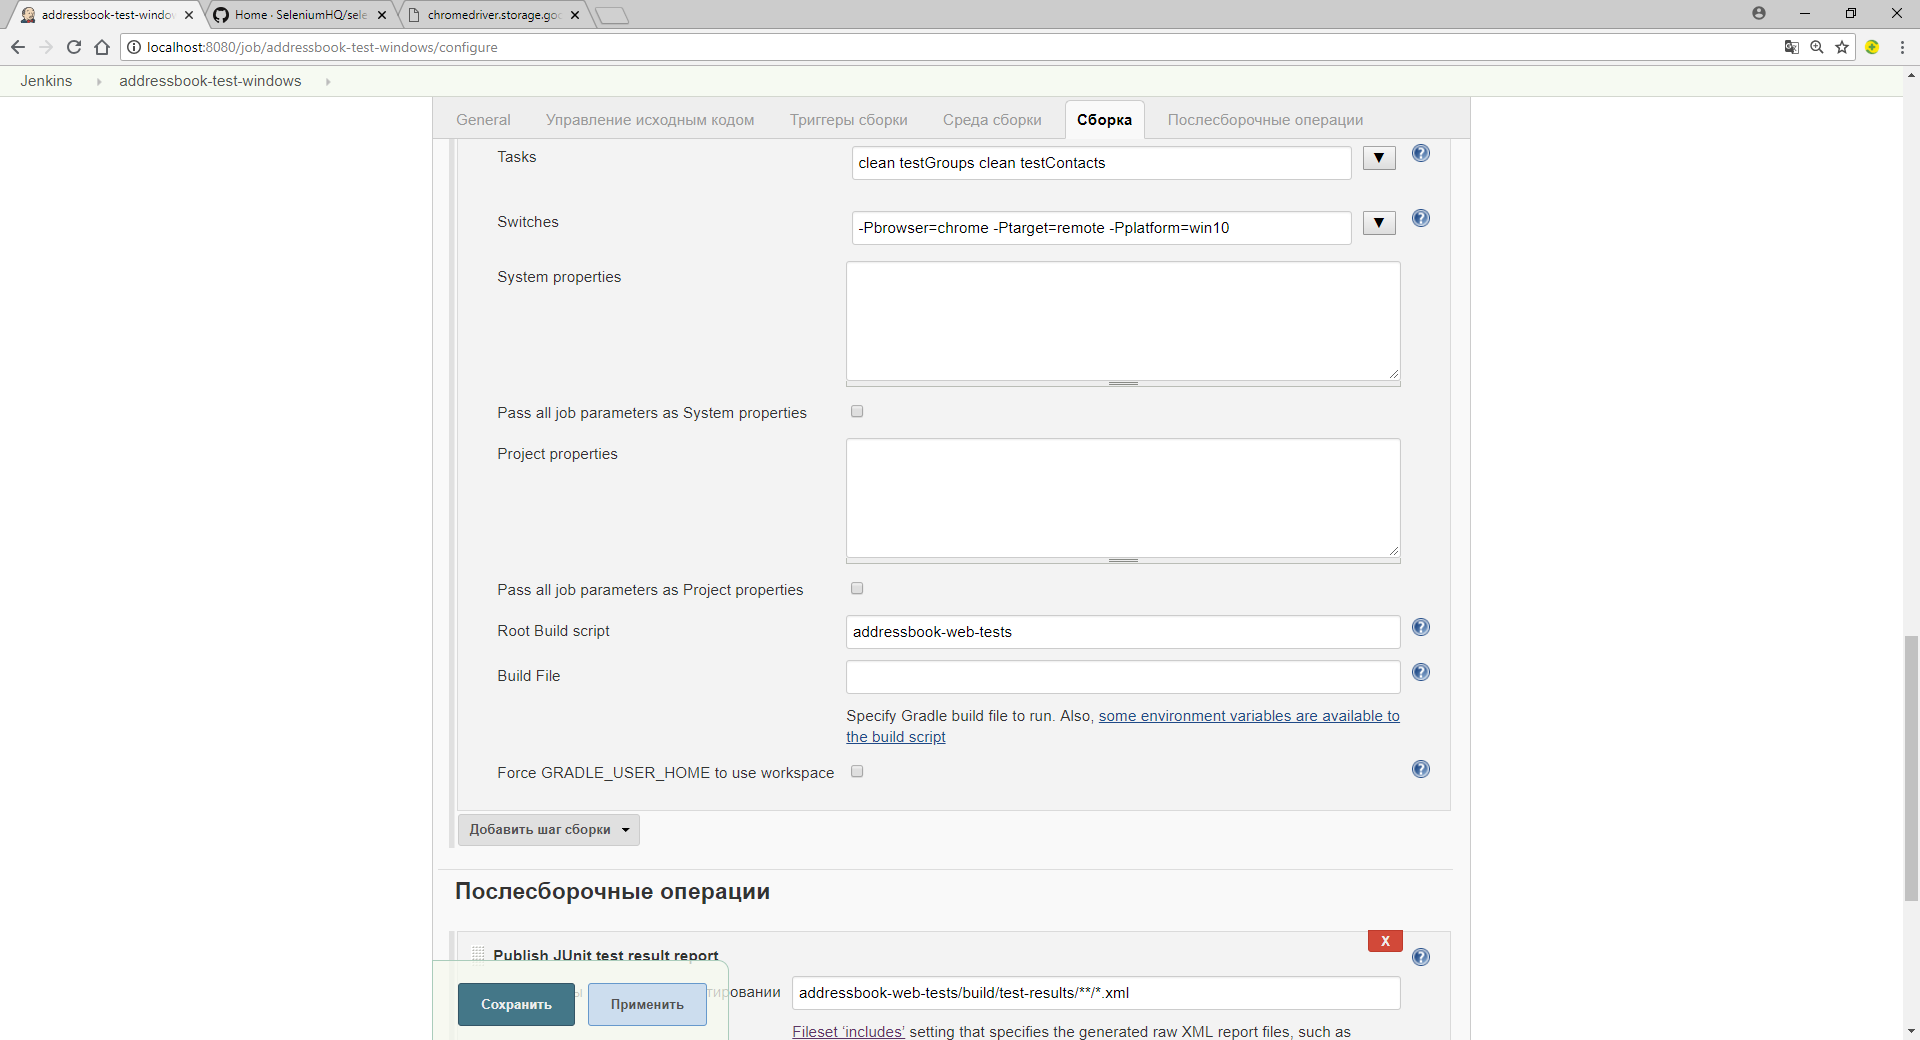 addressbook-test-windo
Home · SeleniumHQ/sele
chromedriver.storage.goo
localhost:8080/job/addressbook-test-windows/configure
Jenkins
addressbook-test-windows
General
Управление исходным кодом
Триггеры сборки
Среда сборки
Сборка
Послесборочные операции
Tasks
clean testGroups clean testContacts
Switches
-Pbrowser=chrome -Ptarget=remote -Pplatform=win10
System properties
Pass all job parameters as System properties
Project properties
Pass all job parameters as Project properties
Root Build script
addressbook-web-tests
Build File
Specify Gradle build file to run. Also, some environment variables are available to
the build script
Force GRADLE_USER_HOME to use workspace
Добавить шаг сборки
Послесборочные операции
X
Publish JUnit test result report
тировании
addressbook-web-tests/build/test-results/**/*.xml
Сохранить
Применить
Fileset ‘includes’ setting that specifies the generated raw XML report files, such as